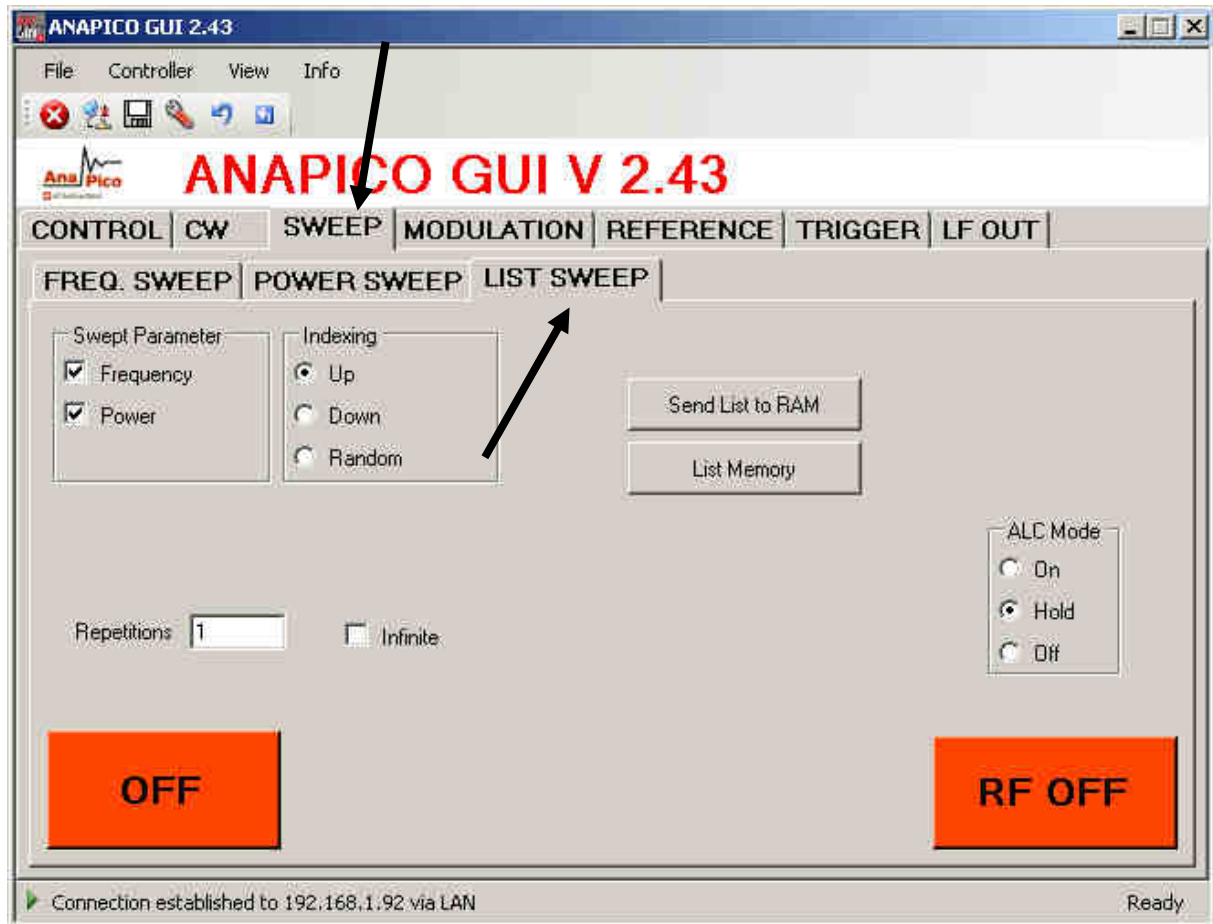 ANAPICO GUI 2.43
File Controller View Info
Ana Pico
ANAPICO GUI V 2.43
CONTROL CW SWEEP MODULATION REFERENCE TRIGGER LF OUT
FREQ. SWEEP POWER SWEEP LIST SWEEP
Swept Parameter
Frequency
Power
Indexing
Up
Down
Random
Send List to RAM
List Memory
ALC Mode
On
Hold
Off
Repetitions 1 Infinite
OFF
RF OFF
Connection established to 192.168.1.92 via LAN Ready